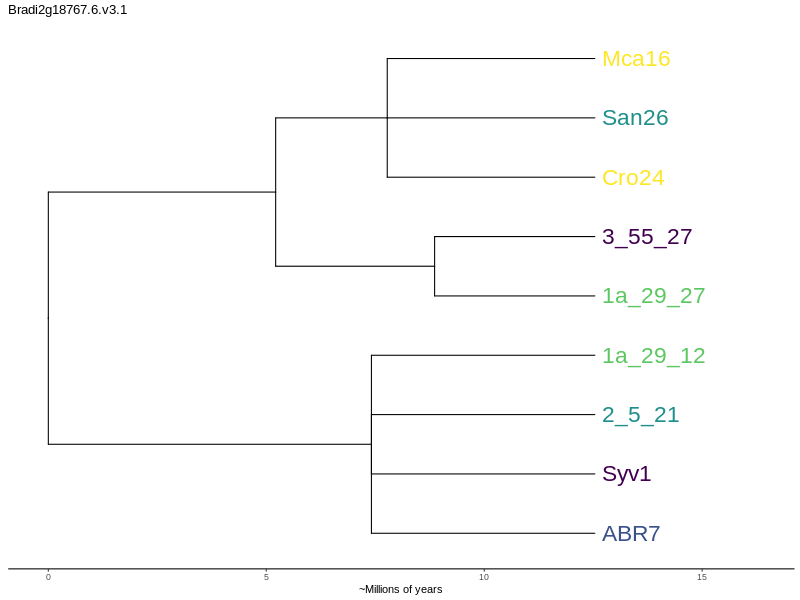 Bradi2g18767.6.v3.1
Mca16
San26
Cro24
3_55_27
1a_29_27
1a_29_12
2_5_21
Syv1
ABR7
0 5 10 15
~Millions of years